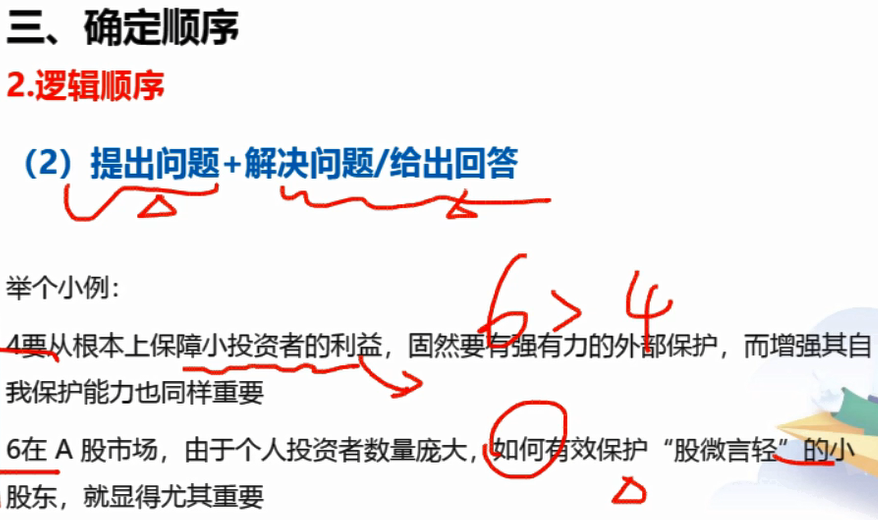 三、确定顺序
2.逻辑顺序
（2）提出问题+解决问题/给出回答
举个小例：
6 > 4
4要从根本上保障小投资者的利益，固然要有强有力的外部保护，而增强其自
我保护能力也同样重要
6在 A 股市场，由于个人投资者数量庞大，如何有效保护“股微言轻”的小
股东，就显得尤其重要